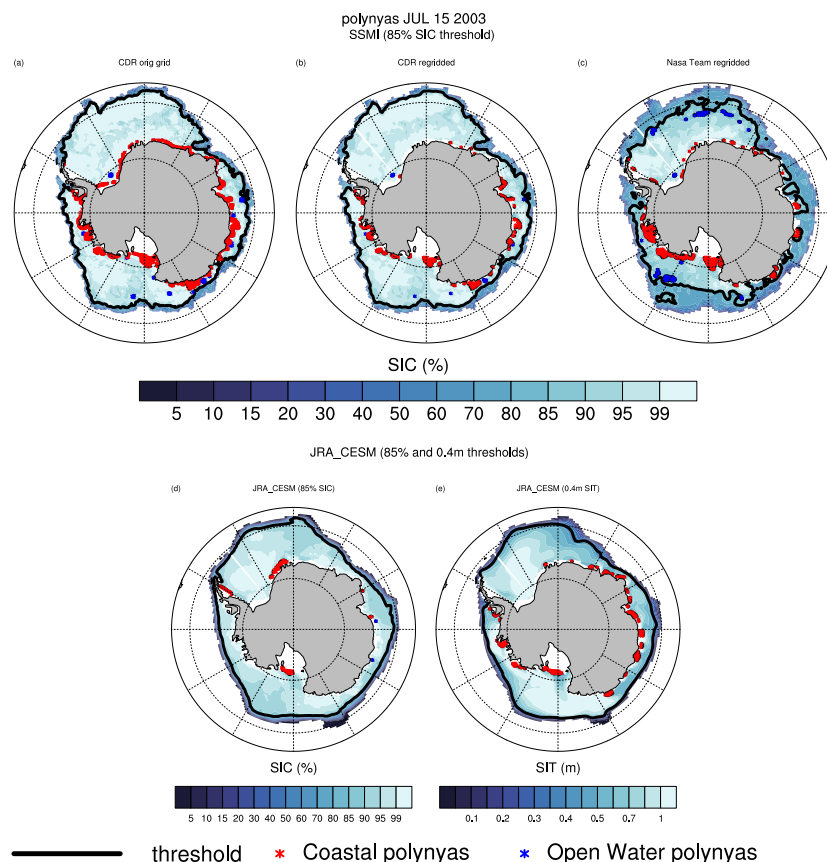 polynyas JUL 15 2003
SSMI (85% SIC threshold)
(a) CDR orig grid
(b) CDR regridded
(c) Nasa Team regridded
SIC (%)
5 10 15 20 30 40 50 60 70 80 85 90 95 99
JRA_CESM (85% and 0.4m thresholds)
(d) JRA_CESM (85% SIC)
(e) JRA_CESM (0.4m SIT)
SIC (%)
SIT (m)
5 10 15 20 30 40 50 60 70 80 85 90 95 99
0.1 0.2 0.3 0.4 0.5 0.7 1
threshold
Coastal polynyas
Open Water polynyas